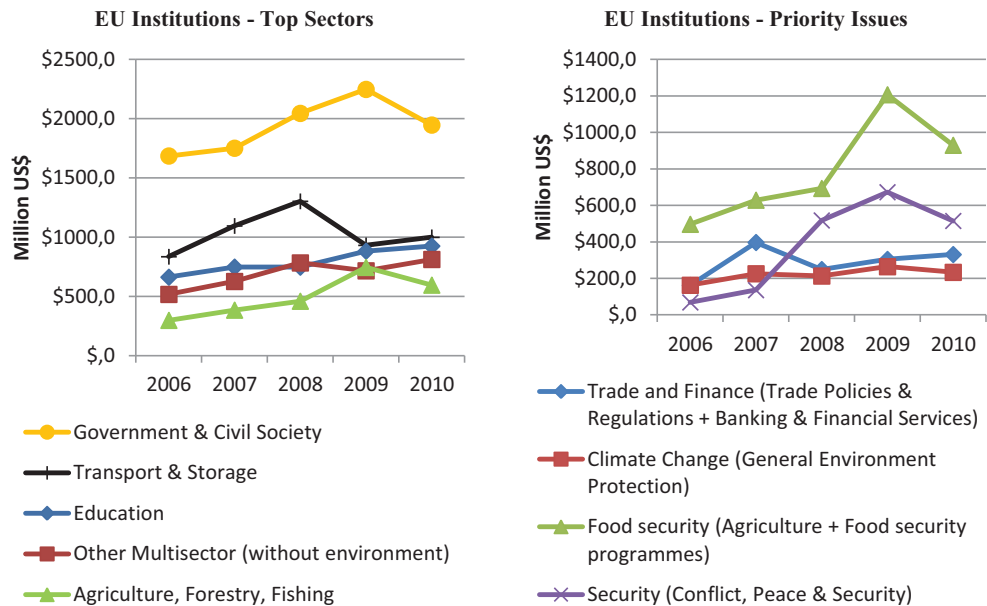 EU Institutions - Top Sectors
Million US$
$2500,0
$2000,0
$1500,0
$1000,0
$500,0
$,0
2006 2007 2008 2009 2010
Government & Civil Society
Transport & Storage
Education
Other Multisector (without environment)
Agriculture, Forestry, Fishing
EU Institutions - Priority Issues
Million US$
$1400,0
$1200,0
$1000,0
$800,0
$600,0
$400,0
$200,0
$,0
2006 2007 2008 2009 2010
Trade and Finance (Trade Policies &
Regulations + Banking & Financial Services)
Climate Change (General Environment
Protection)
Food security (Agriculture + Food security
programmes)
Security (Conflict, Peace & Security)